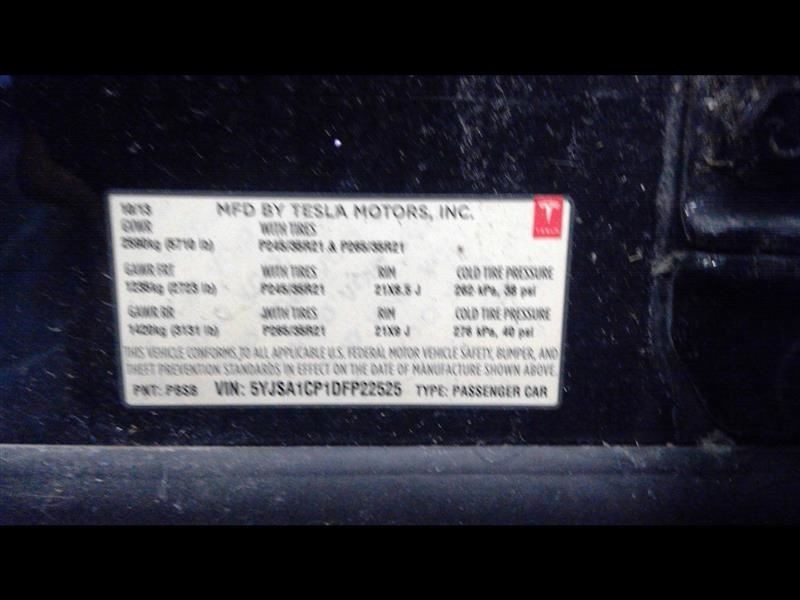 10/13 MFD BY TESLA MOTORS, INC.
TESLA
GVWR WITH TIRES
2590kg (5710 lb) P245/35R21 & P265/35R21
GAWR FRT WITH TIRES RIM COLD TIRE PRESSURE
1235kg (2723 lb) P245/35R21 21X8.5 J 262 kPa, 38 psi
GAWR RR WITH TIRES RIM COLD TIRE PRESSURE
1420kg (3131 lb) P265/35R21 21X9 J 276 kPa, 40 psi
THIS VEHICLE CONFORMS TO ALL APPLICABLE U.S. FEDERAL MOTOR VEHICLE SAFETY, BUMPER, AND
THEFT PREVENTION STANDARDS IN EFFECT ON THE DATE OF MANUFACTURE SHOWN ABOVE.
PNT: VIN: 5YJSA1CP1DFP22525 TYPE: PASSENGER CAR